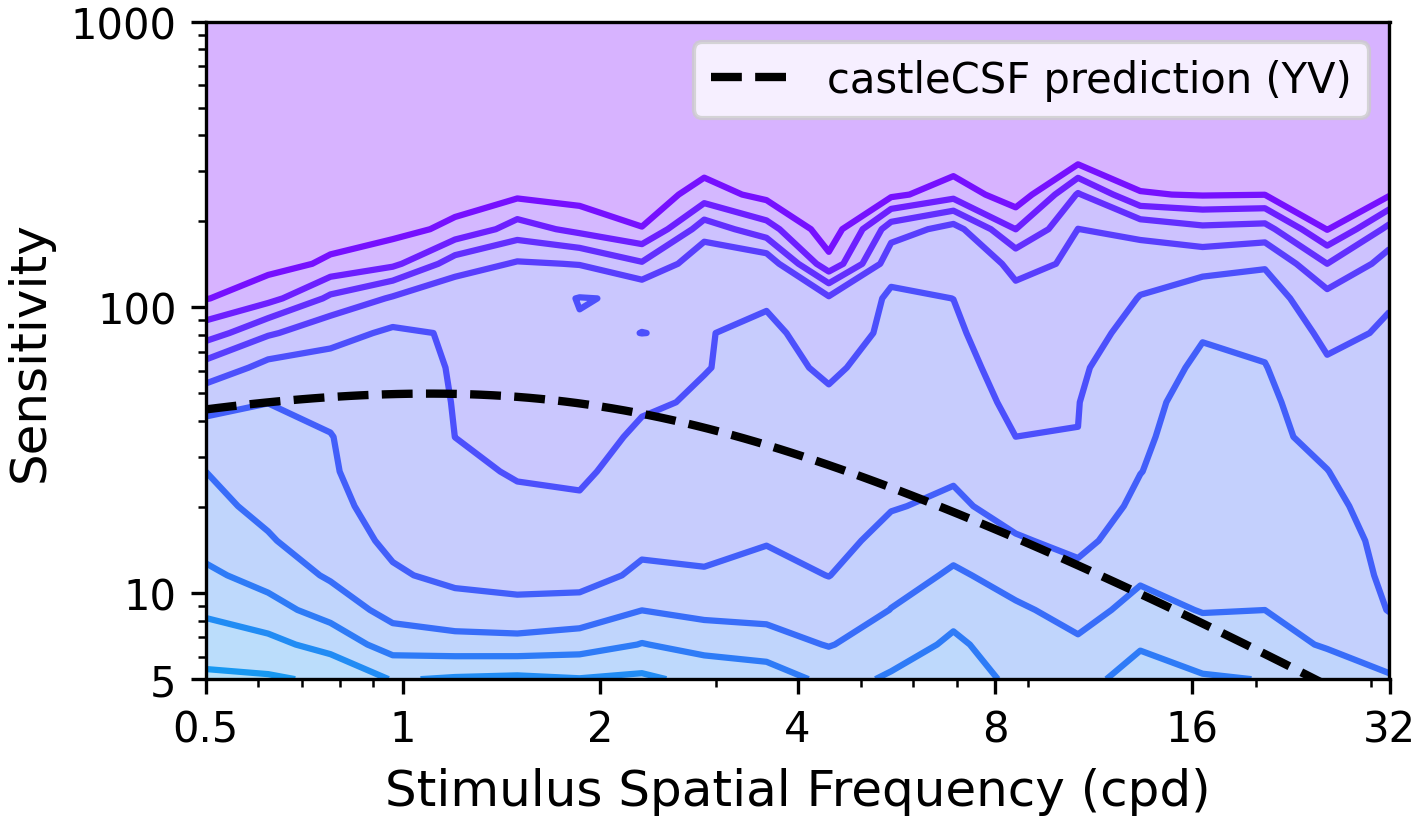 1000
100
10
5
Sensitivity
castleCSF prediction (YV)
0.5 1 2 4 8 16 32
Stimulus Spatial Frequency (cpd)